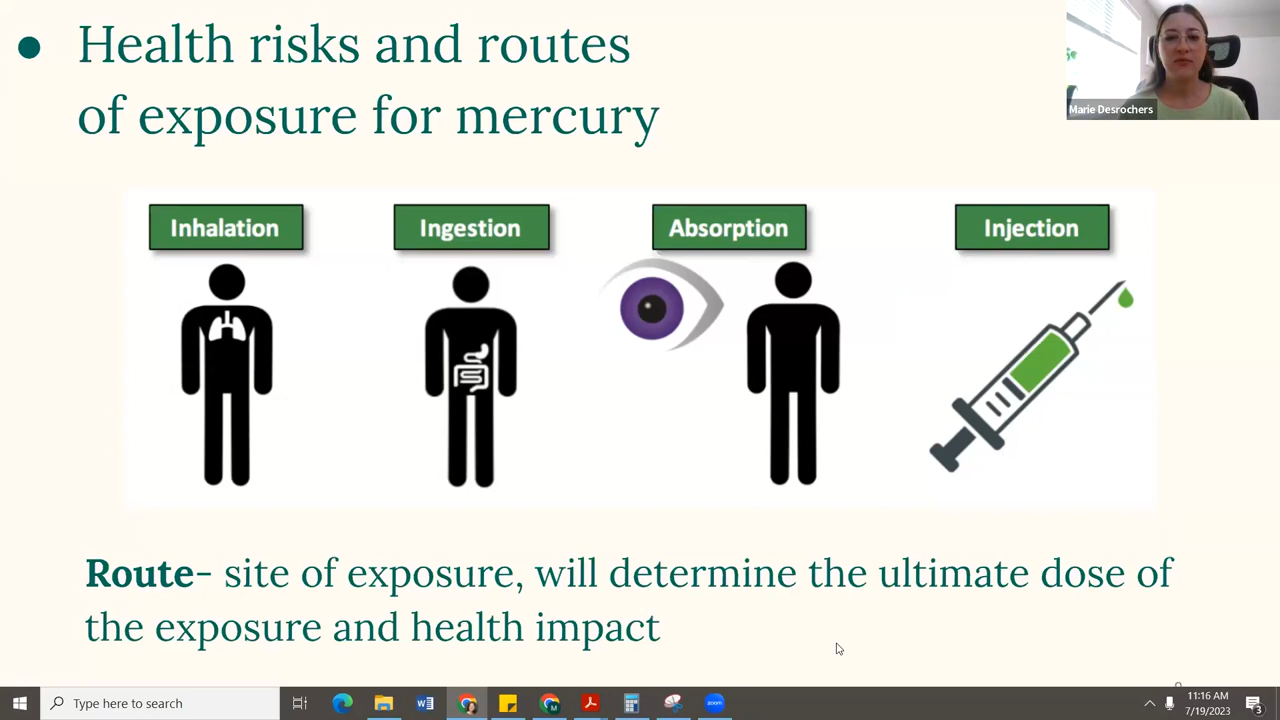 ● Health risks and routes
of exposure for mercury
Marie Desrochers
Inhalation
Ingestion
Absorption
Injection
Route- site of exposure, will determine the ultimate dose of
the exposure and health impact
Type here to search
W
M
zoom
11:16 AM
7/19/2023
3